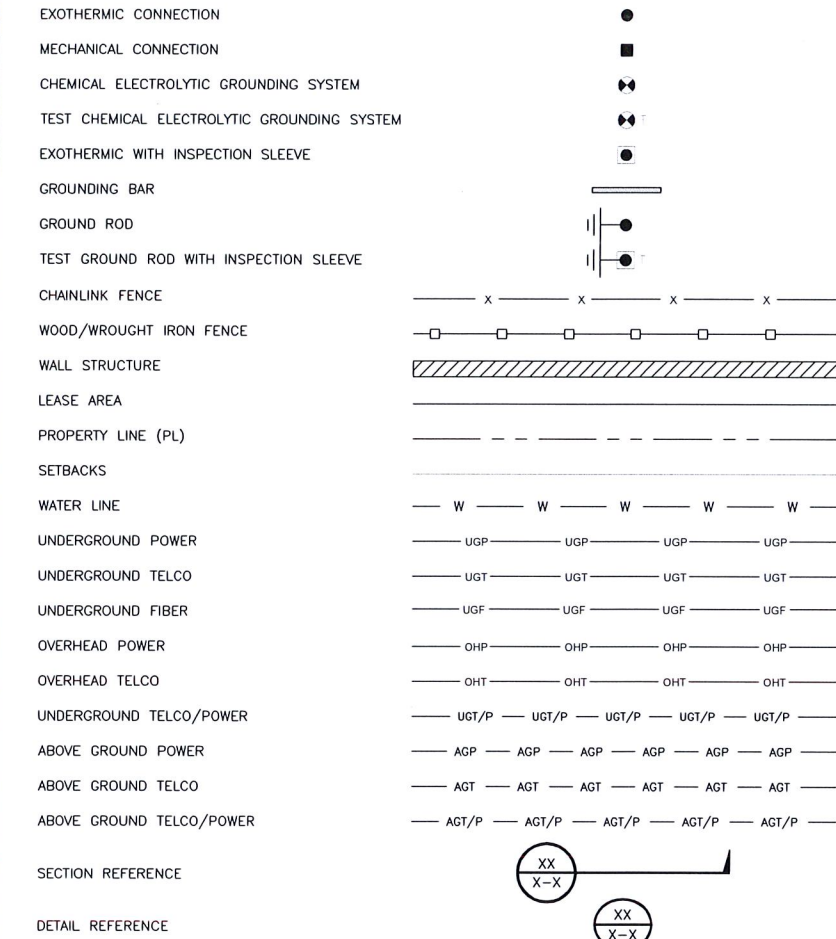 EXOTHERMIC CONNECTION
MECHANICAL CONNECTION
CHEMICAL ELECTROLYTIC GROUNDING SYSTEM
TEST CHEMICAL ELECTROLYTIC GROUNDING SYSTEM T
EXOTHERMIC WITH INSPECTION SLEEVE
GROUNDING BAR
GROUND ROD
TEST GROUND ROD WITH INSPECTION SLEEVE T
CHAINLINK FENCE X X X X
WOOD/WROUGHT IRON FENCE
WALL STRUCTURE
LEASE AREA
PROPERTY LINE (PL)
SETBACKS
WATER LINE W W W W W
UNDERGROUND POWER UGP UGP UGP UGP
UNDERGROUND TELCO UGT UGT UGT UGT
UNDERGROUND FIBER UGF UGF UGF UGF
OVERHEAD POWER OHP OHP OHP OHP
OVERHEAD TELCO OHT OHT OHT OHT
UNDERGROUND TELCO/POWER UGT/P UGT/P UGT/P UGT/P UGT/P
ABOVE GROUND POWER AGP AGP AGP AGP AGP AGP
ABOVE GROUND TELCO AGT AGT AGT AGT AGT AGT
ABOVE GROUND TELCO/POWER AGT/P AGT/P AGT/P AGT/P AGT/P
SECTION REFERENCE XX
X-X
DETAIL REFERENCE XX
X-X